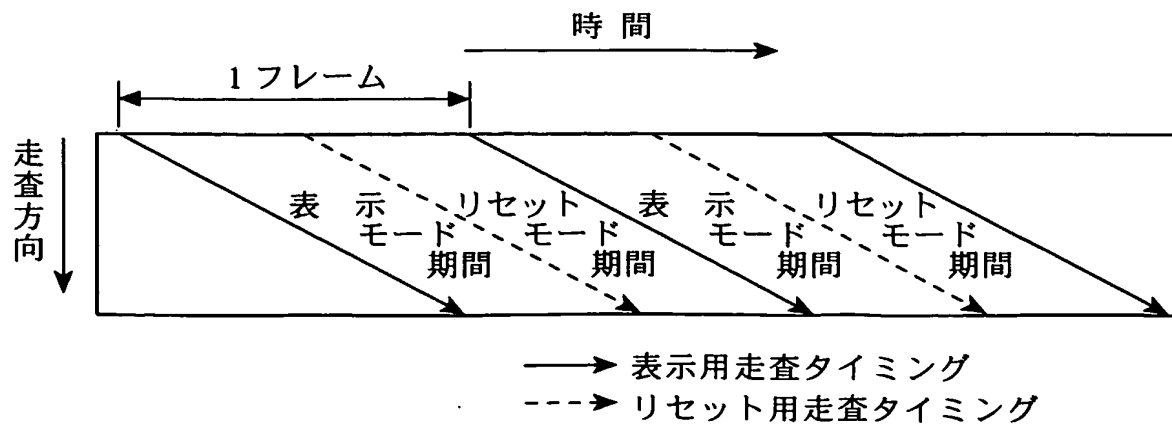 時間
1フレーム
走査方向
表示
モード
期間
リセット
モード
期間
表示
モード
期間
リセット
モード
期間
表示用走査タイミング
リセット用走査タイミング